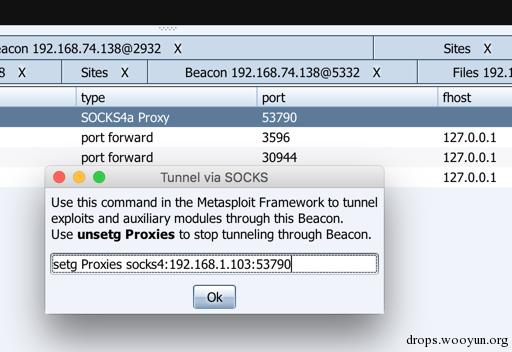 eacon 192.168.74.138@2932 X Sites X
8 X Sites X Beacon 192.168.74.138@5332 X Files 192.1
type port fhost
SOCKS4a Proxy 53790
port forward 3596 127.0.0.1
port forward 30944 127.0.0.1
127.0.0.1
Tunnel via SOCKS
Use this command in the Metasploit Framework to tunnel
exploits and auxiliary modules through this Beacon.
Use unsetg Proxies to stop tunneling through Beacon.
setg Proxies socks4:192.168.1.103:53790
Ok
drops.wooyun.org